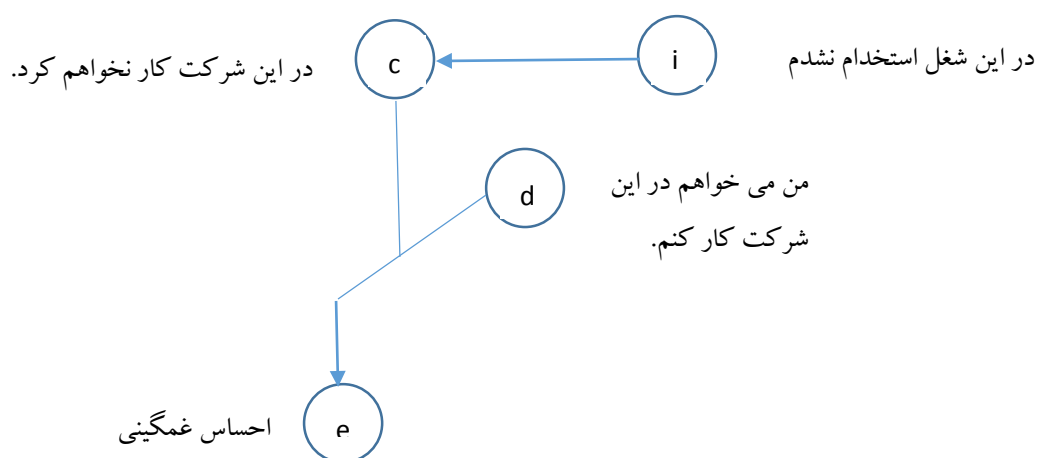 در این شغل استخدام نشدم
i
c
در این شرکت کار نخواهم کرد.
d
من می خواهم در این
شرکت کار کنم.
e
احساس غمگینی